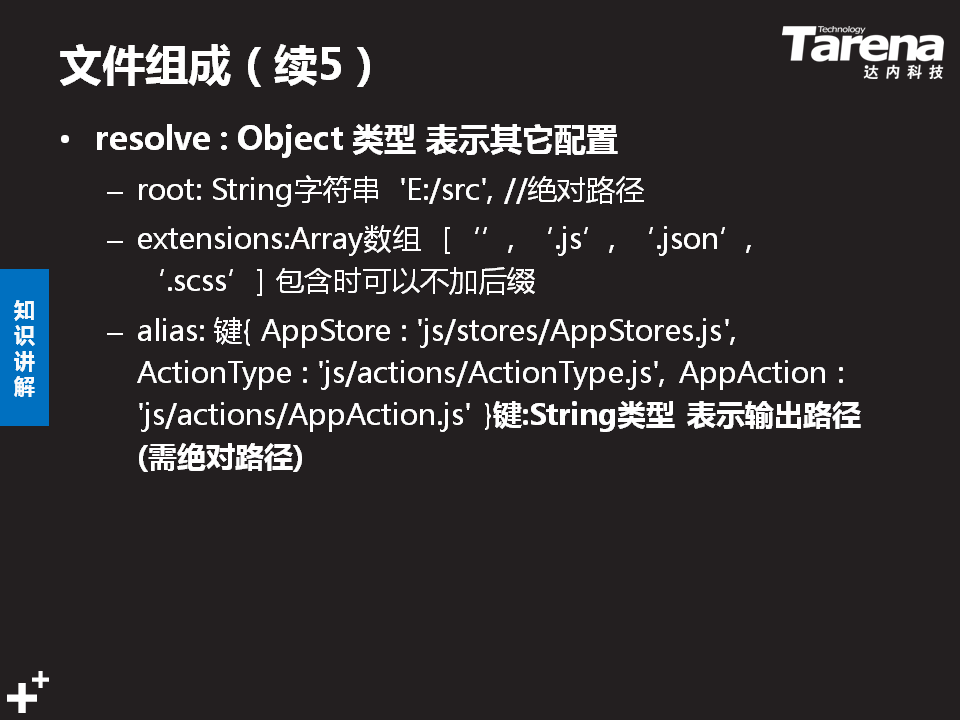 文件组成（续5）
Technology
Tarena
达内科技
• resolve : Object 类型 表示其它配置
– root: String字符串  'E:/src', //绝对路径
– extensions:Array数组 [ ‘’, ‘.js’, ‘.json’,
‘.scss’] 包含时可以不加后缀
– alias: 键{ AppStore : 'js/stores/AppStores.js',
ActionType : 'js/actions/ActionType.js', AppAction :
'js/actions/AppAction.js' }键:String类型 表示输出路径
(需绝对路径)
知识讲解